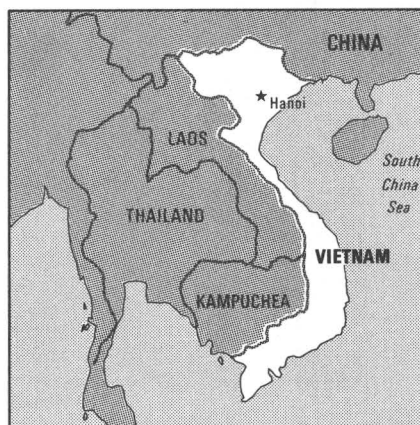 CHINA
Hanoi
LAOS
South
China
Sea
THAILAND
VIETNAM
KAMPUCHEA